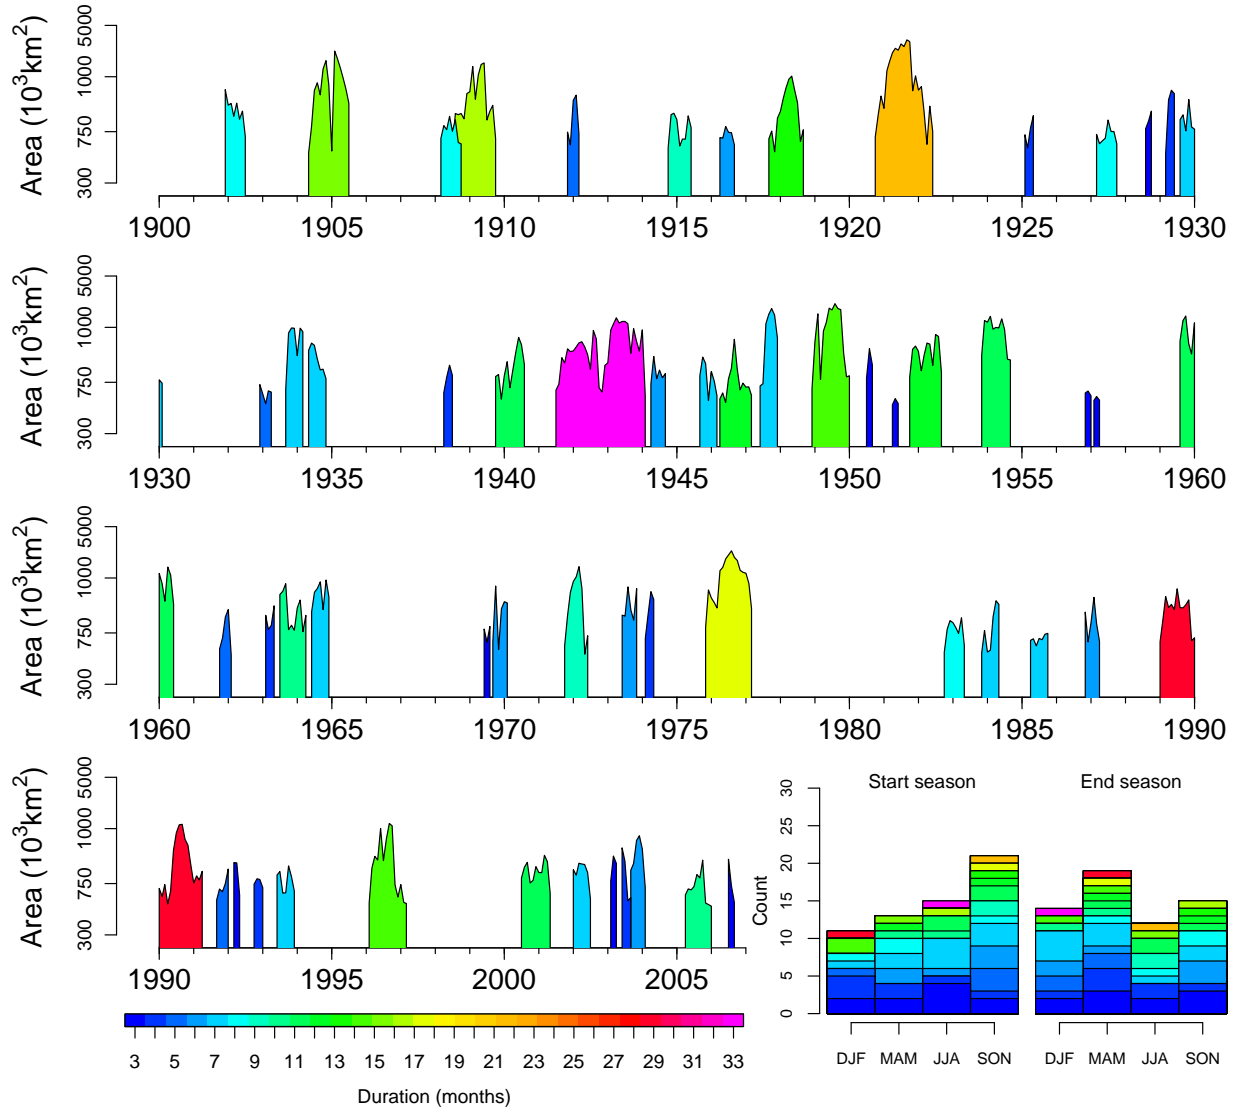 Area (10³km²)
300 750 1000 50000
1900 1905 1910 1915 1920 1925 1930
Area (10³km²)
300 750 1000 5000
1930 1935 1940 1945 1950 1955 1960
Area (10³km²)
300 750 1000 5000
1960 1965 1970 1975 1980 1985 1990
Area (10³km²)
300 750 1000 5000
1990 1995 2000 2005
3 5 7 9 11 13 15 17 19 21 23 25 27 29 31 33
Duration (months)
Start season End season
Count
0 5 10 15 20 25 30
DJF MAM JJA SON DJF MAM JJA SON